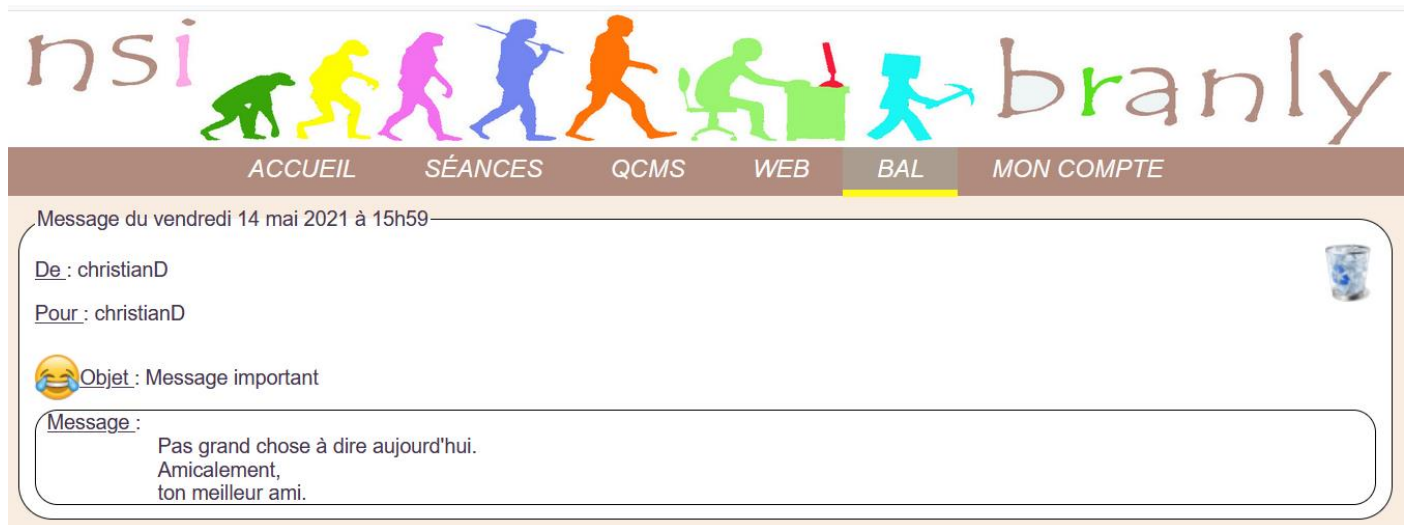 nsi branly
ACCUEIL SÉANCES QCMS WEB BAL MON COMPTE
Message du vendredi 14 mai 2021 à 15h59
De : christianD
Pour : christianD
Objet : Message important
Message :
Pas grand chose à dire aujourd'hui.
Amicalement,
ton meilleur ami.